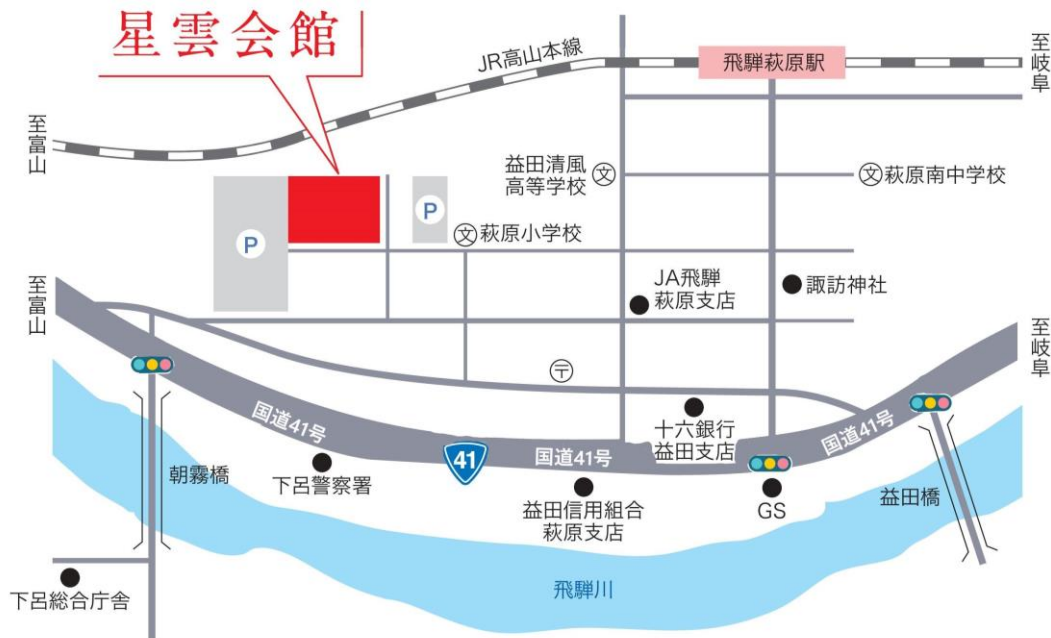 星雲会館
JR高山本線
飛騨萩原駅
至岐阜
至富山
益田清風
高等学校
文
文
萩原南中学校
P
P
文
萩原小学校
JA飛騨
萩原支店
諏訪神社
至富山
至岐阜
〒
国道41号
41
国道41号
国道41号
十六銀行
益田支店
朝霧橋
下呂警察署
益田信用組合
萩原支店
GS
益田橋
飛騨川
下呂総合庁舎